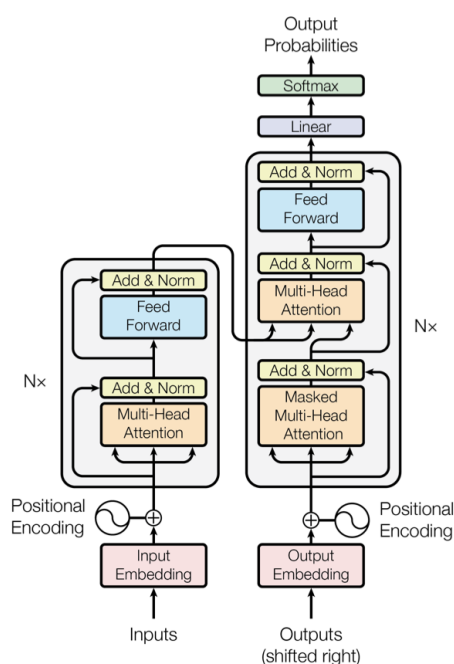 Output
Probabilities
Softmax
Linear
Add & Norm
Feed
Forward
Add & Norm
Multi-Head
Attention
Add & Norm
Masked
Multi-Head
Attention
N×
Positional
Encoding
Output
Embedding
Outputs
(shifted right)
Add & Norm
Feed
Forward
Add & Norm
Multi-Head
Attention
N×
Positional
Encoding
Input
Embedding
Inputs